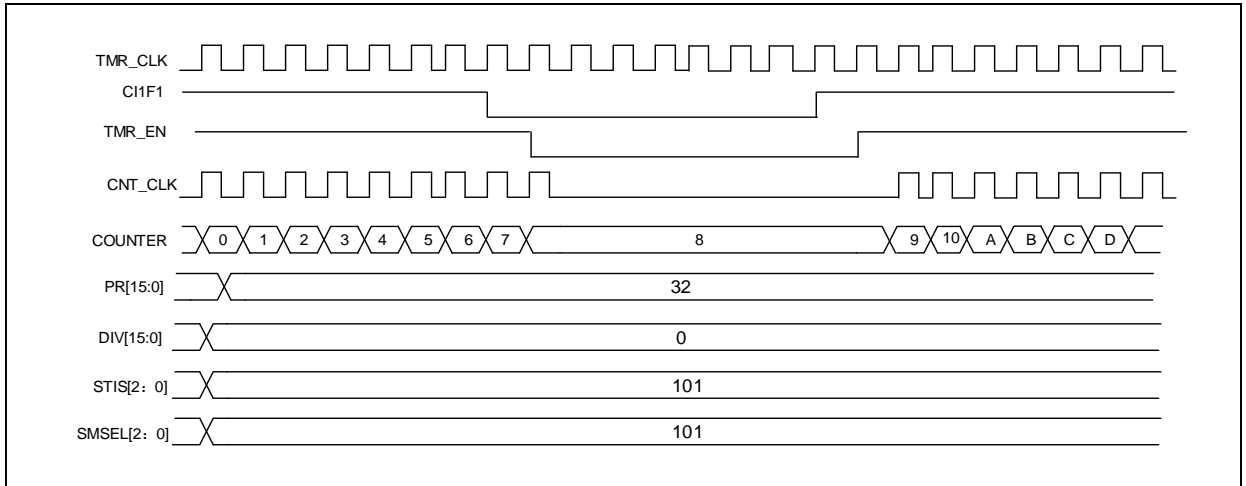 TMR_CLK
CI1F1
TMR_EN
CNT_CLK
COUNTER 0 1 2 3 4 5 6 7 8 9 10 A B C D
PR[15:0] 32
DIV[15:0] 0
STIS[2：0] 101
SMSEL[2：0] 101